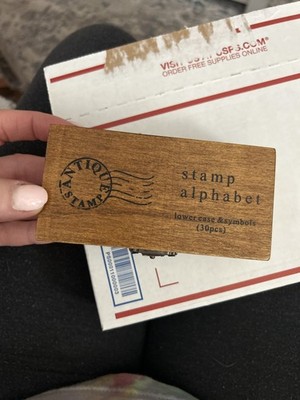 VISIT US AT USPS.COM®
ORDER FREE SUPPLIES ONLINE
ANTIQUE
STAMP
stamp
alphabet
lower case & symbols
(30pcs)